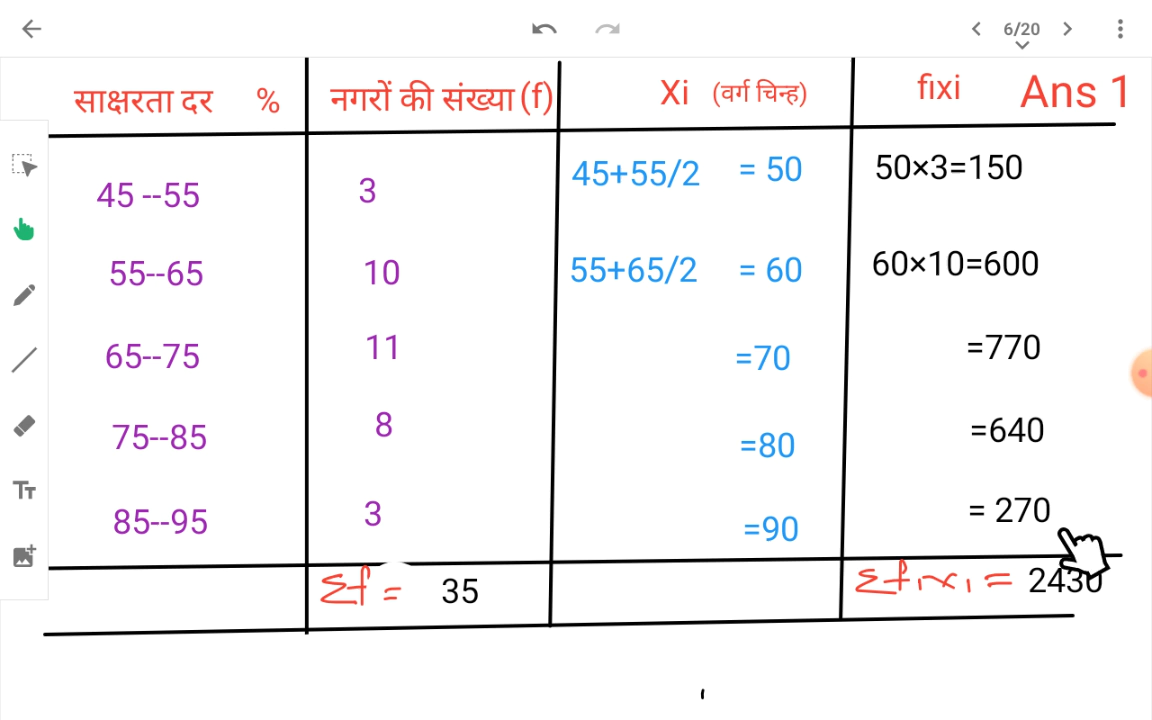 6/20
साक्षरता दर % नगरों की संख्या (f) Xi (वर्ग चिन्ह) fixi Ans 1
45 --55 3 45+55/2 = 50 50×3=150
55--65 10 55+65/2 = 60 60×10=600
65--75 11 =70 =770
75--85 8 =80 =640
85--95 3 =90 = 270
Σf = 35 Σfixi = 2430
TT